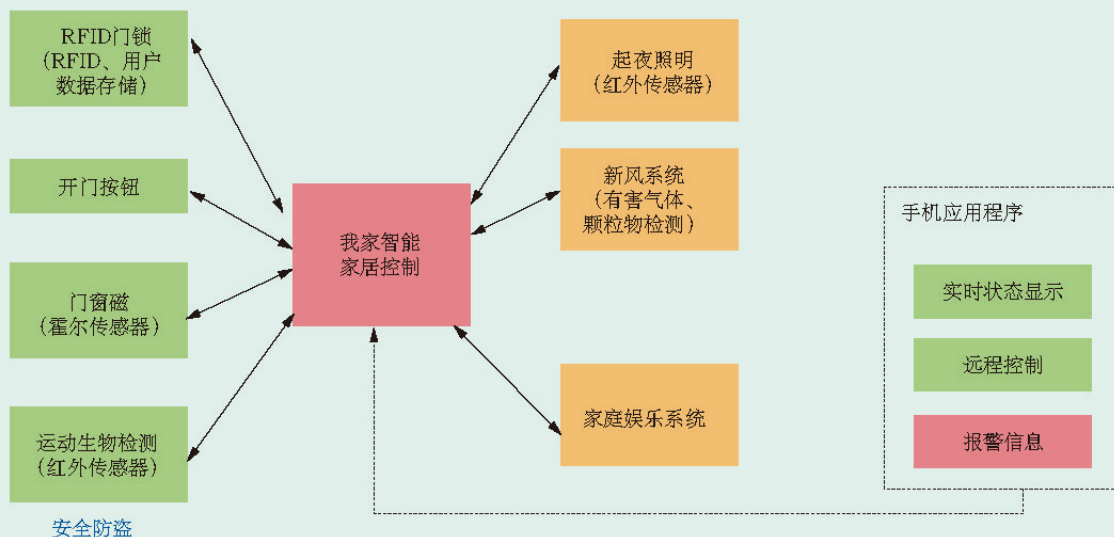 RFID门锁
(RFID、用户
数据存储)
开门按钮
门窗磁
(霍尔传感器)
运动生物检测
(红外传感器)
安全防盗
我家智能
家居控制
起夜照明
(红外传感器)
新风系统
(有害气体、
颗粒物检测)
家庭娱乐系统
手机应用程序
实时状态显示
远程控制
报警信息